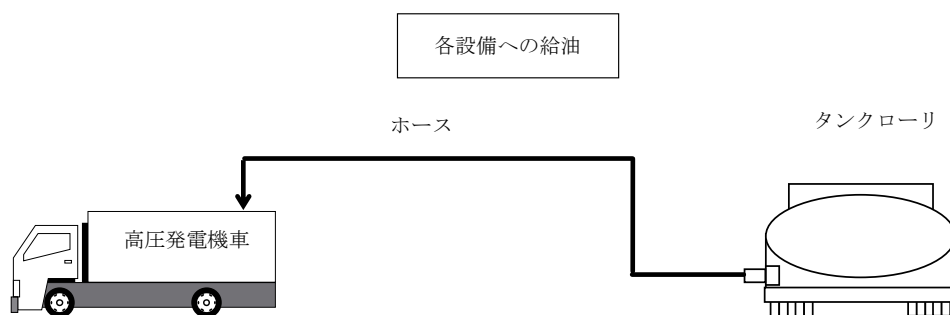 各設備への給油
ホース
タンクローリ
高圧発電機車